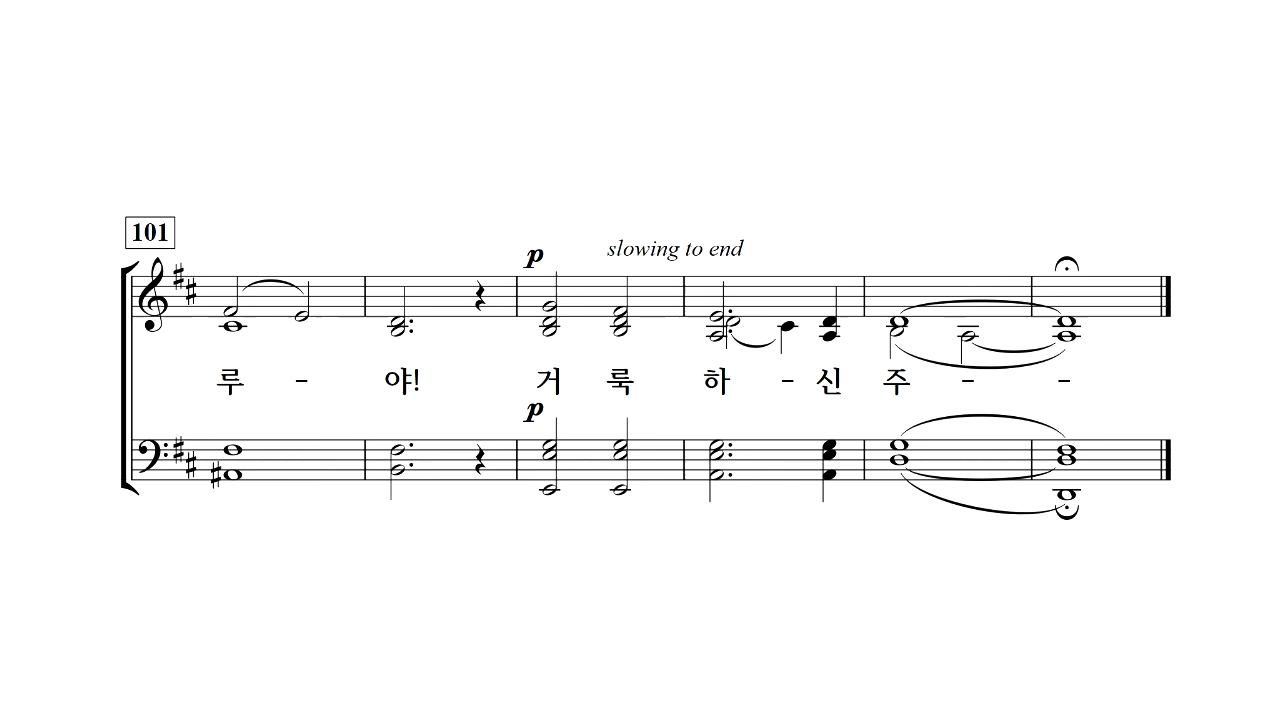 101
p
slowing to end
루 - 야! 거 룩 하 - 신 주 - -
p